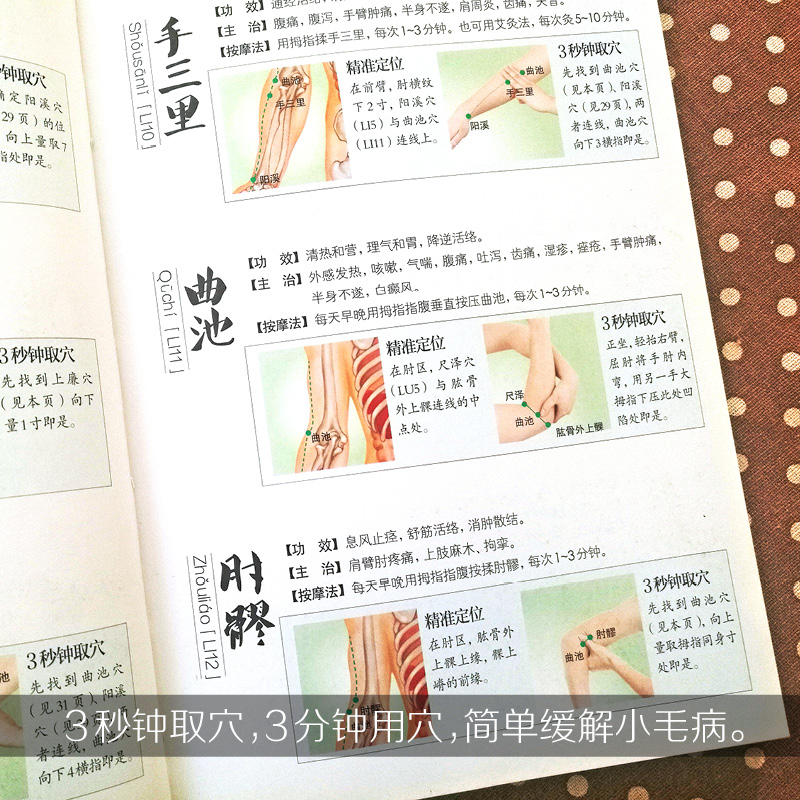 手三里
Shǒusānlǐ「LI10」
【主　治】腹痛，腹泻，手臂肿痛，半身不遂，肩周炎，齿痛，失音。
【按摩法】用拇指揉手三里，每次1~3分钟。也可用艾灸法，每次灸5~10分钟。
曲池
手三里
阳溪
精准定位
在前臂，肘横纹
下2寸，阳溪穴
（LI5）与曲池穴
（LI11）连线上。
曲池
手三里
阳溪
3秒钟取穴
先找到曲池穴
（见本页）、阳溪
穴（见29页），两
者连线，曲池穴
向下3横指即是。
曲池
Qūchí「LI11」
【功　效】清热和营，理气和胃，降逆活络。
【主　治】外感发热，咳嗽，气喘，腹痛，吐泻，齿痛，湿疹，痤疮，手臂肿痛，
半身不遂，白癜风。
【按摩法】每天早晚用拇指指腹垂直按压曲池，每次1~3分钟。
曲池
精准定位
在肘区，尺泽穴
（LU5）与肱骨
外上髁连线的中
点处。
尺泽
曲池
肱骨外上髁
3秒钟取穴
正坐，轻抬右臂，
屈肘将手肘内
弯，用另一手大
拇指下压此处凹
陷处即是。
肘髎
Zhǒuliáo「LI12」
【功　效】息风止痉，舒筋活络，消肿散结。
【主　治】肩臂肘疼痛，上肢麻木、拘挛。
【按摩法】每天早晚用拇指指腹按揉肘髎，每次1~3分钟。
肘髎
精准定位
在肘区，肱骨外
上髁上缘，髁上
嵴的前缘。
肘髎
曲池
3秒钟取穴
先找到曲池穴
（见本页），向上
量取拇指同身寸
处即是。
秒钟取穴
确定阳溪穴
29页）的位
向上量取7
指处即是。
3秒钟取穴
先找到上廉穴
（见本页）向下
量1寸即是。
3秒钟取穴
先找到曲池穴
（见31页）、阳溪
者连线，曲池穴
向下4横指即是。
3秒钟取穴，3分钟用穴，简单缓解小毛病。